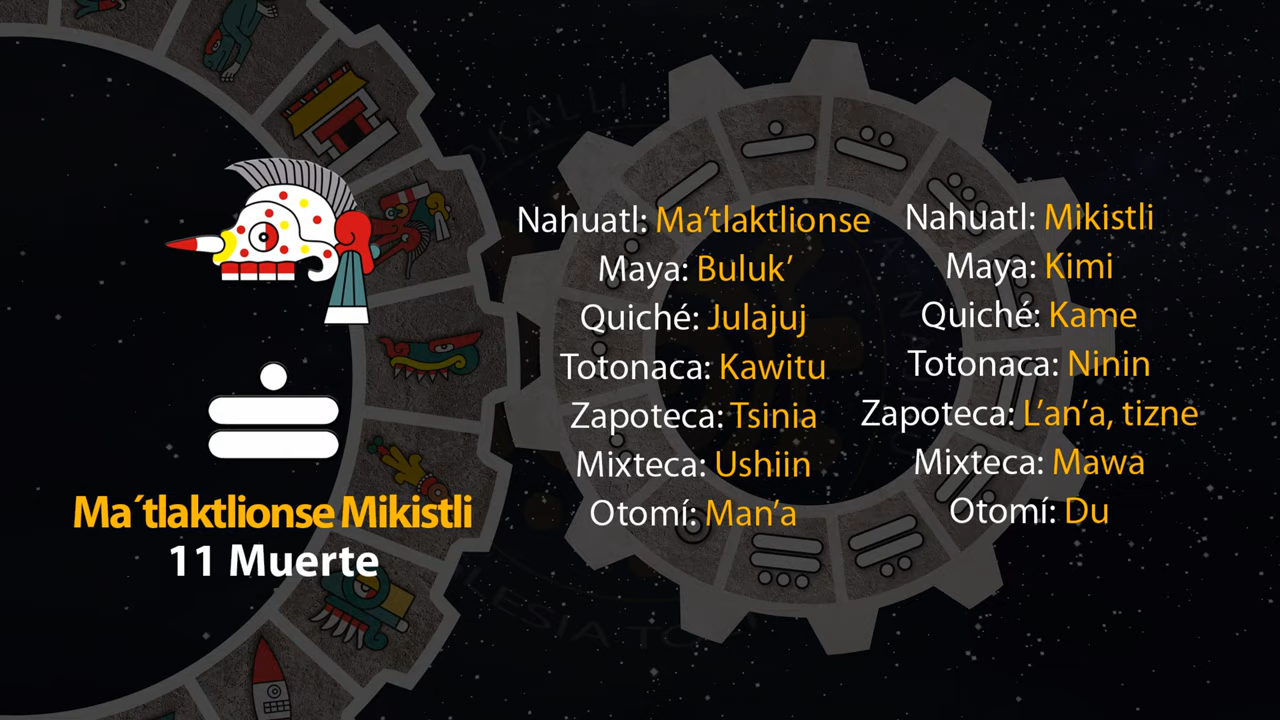 Nahuatl: Ma’tlaktlionse
Maya: Buluk’
Quiché: Julajuj
Totonaca: Kawitu
Zapoteca: Tsinia
Mixteca: Ushiin
Otomí: Man’a
Nahuatl: Mikistli
Maya: Kimi
Quiché: Kame
Totonaca: Ninin
Zapoteca: L’an’a, tizne
Mixteca: Mawa
Otomí: Du
Ma´tlaktlionse Mikistli
11 Muerte